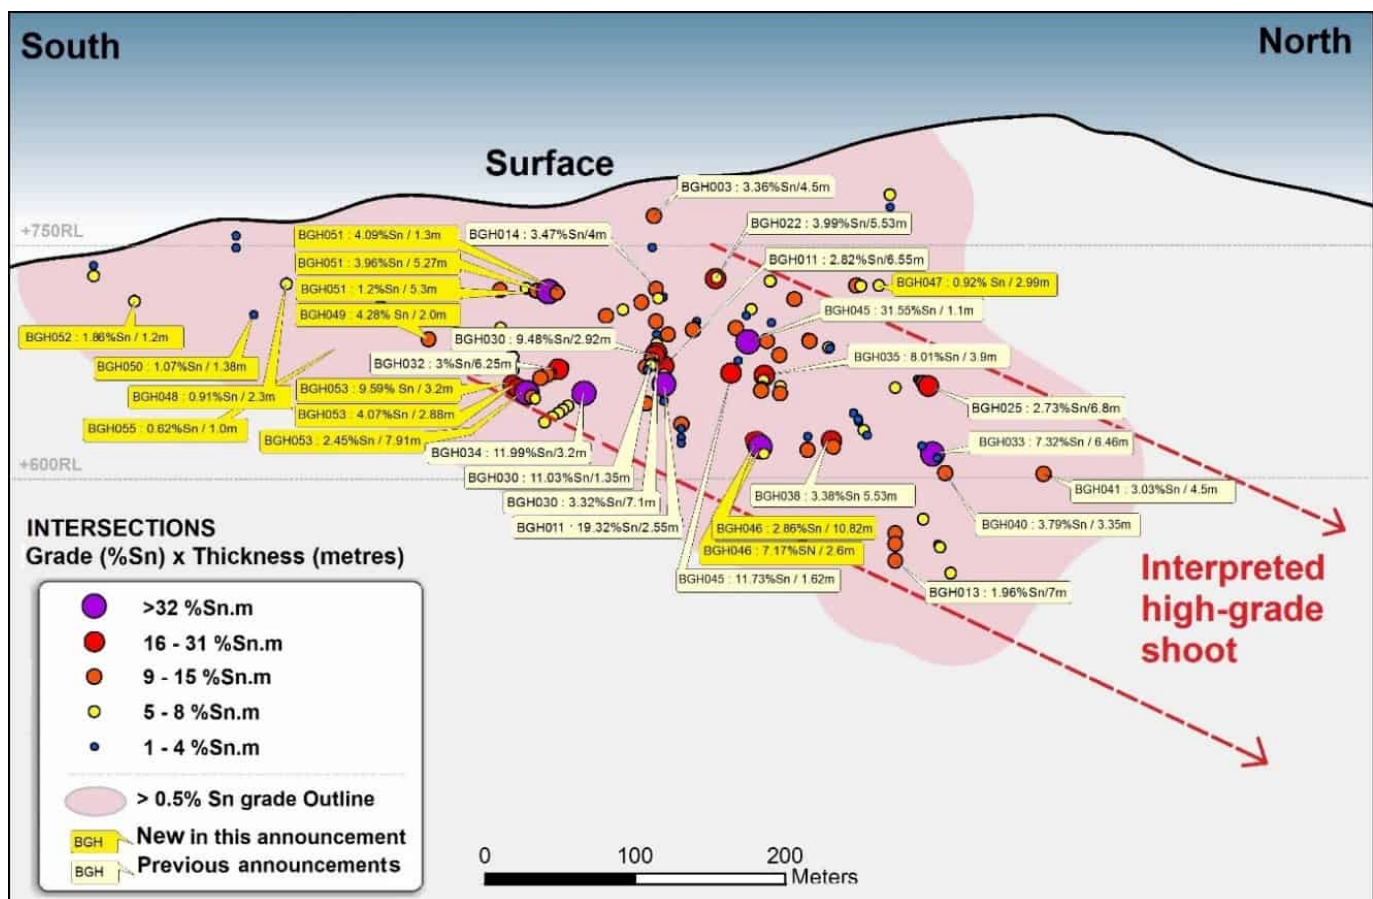 South
North
Surface
BGH003 : 3.36%Sn/4.5m
BGH022 : 3.99%Sn/5.53m
+750RL
BGH051 : 4.09%Sn / 1.3m
BGH014 : 3.47%Sn/4m
BGH011 : 2.82%Sn/6.55m
BGH051 : 3.96%Sn / 5.27m
BGH051 : 1.2%Sn / 5.3m
BGH047 : 0.92% Sn / 2.99m
BGH049 : 4.28% Sn / 2.0m
BGH045 : 31.55%Sn / 1.1m
BGH052 : 1.86%Sn / 1.2m
BGH030 : 9.48%Sn/2.92m
BGH035 : 8.01%Sn / 3.9m
BGH050 : 1.07%Sn / 1.38m
BGH032 : 3%Sn/6.25m
BGH053 : 9.59% Sn / 3.2m
BGH048 : 0.91%Sn / 2.3m
BGH053 : 4.07%Sn / 2.88m
BGH025 : 2.73%Sn/6.8m
BGH055 : 0.62%Sn / 1.0m
BGH053 : 2.45%Sn / 7.91m
BGH033 : 7.32%Sn / 6.46m
BGH034 : 11.99%Sn/3.2m
+600RL
BGH030 : 11.03%Sn/1.35m
BGH041 : 3.03%Sn / 4.5m
BGH030 : 3.32%Sn/7.1m
BGH038 : 3.38%Sn 5.53m
BGH011 : 19.32%Sn/2.55m
BGH046 : 2.86%Sn / 10.82m
BGH040 : 3.79%Sn / 3.35m
BGH046 : 7.17%SN / 2.6m
BGH045 : 11.73%Sn / 1.62m
BGH013 : 1.96%Sn/7m
Interpreted
high-grade
shoot
INTERSECTIONS
Grade (%Sn) x Thickness (metres)
>32 %Sn.m
16 - 31 %Sn.m
9 - 15 %Sn.m
5 - 8 %Sn.m
1 - 4 %Sn.m
> 0.5% Sn grade Outline
BGH New in this announcement
BGH Previous announcements
0 100 200
Meters